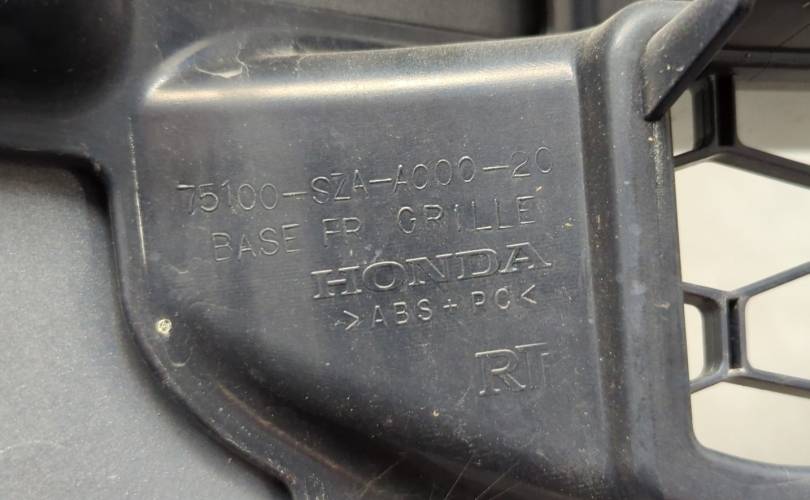 75100-SZA-A000-20
BASE FR GRILLE
HONDA
>ABS+PC<
RT